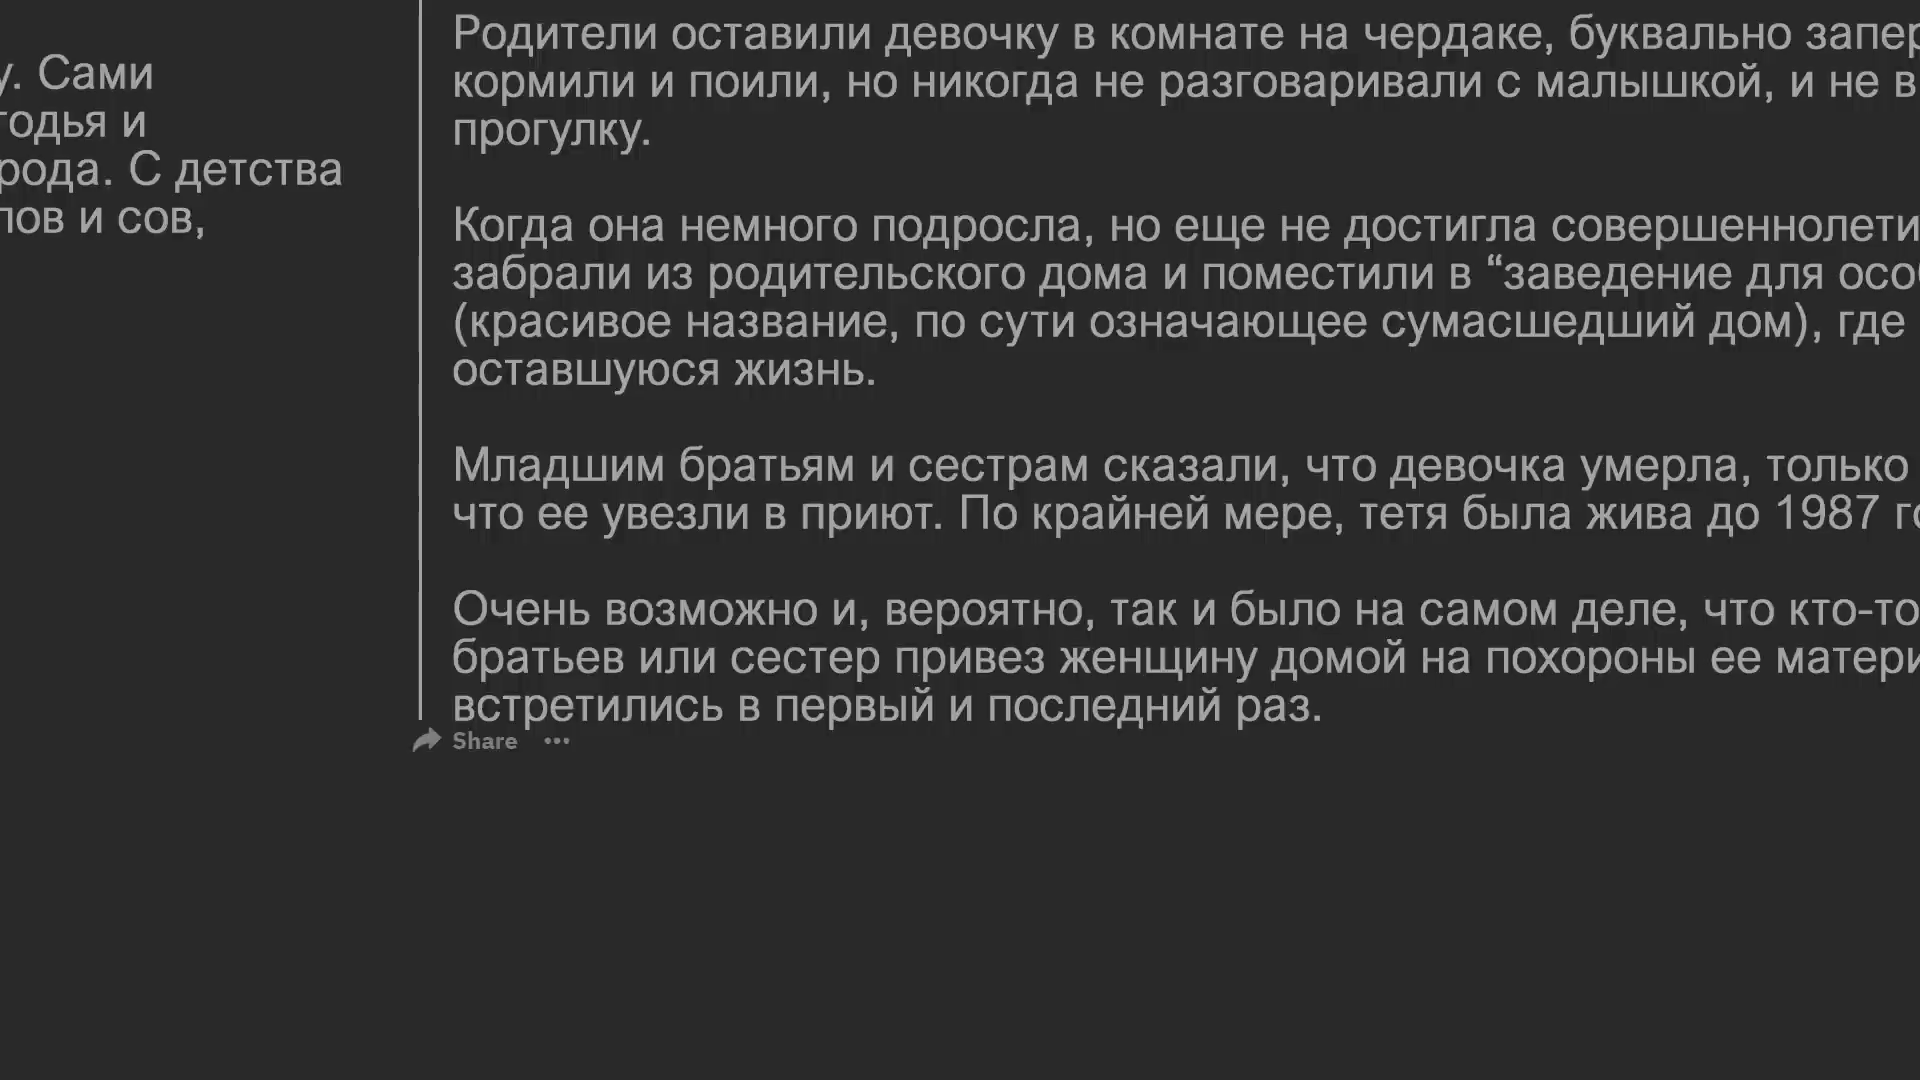 у. Сами
годья и
рода. С детства
пов и сов,
Родители оставили девочку в комнате на чердаке, буквально запер
кормили и поили, но никогда не разговаривали с малышкой, и не в
прогулку.
Когда она немного подросла, но еще не достигла совершеннолети
забрали из родительского дома и поместили в “заведение для осо
(красивое название, по сути означающее сумасшедший дом), где
оставшуюся жизнь.
Младшим братьям и сестрам сказали, что девочка умерла, только
что ее увезли в приют. По крайней мере, тетя была жива до 1987 го
Очень возможно и, вероятно, так и было на самом деле, что кто-то
братьев или сестер привез женщину домой на похороны ее матери
встретились в первый и последний раз.
Share